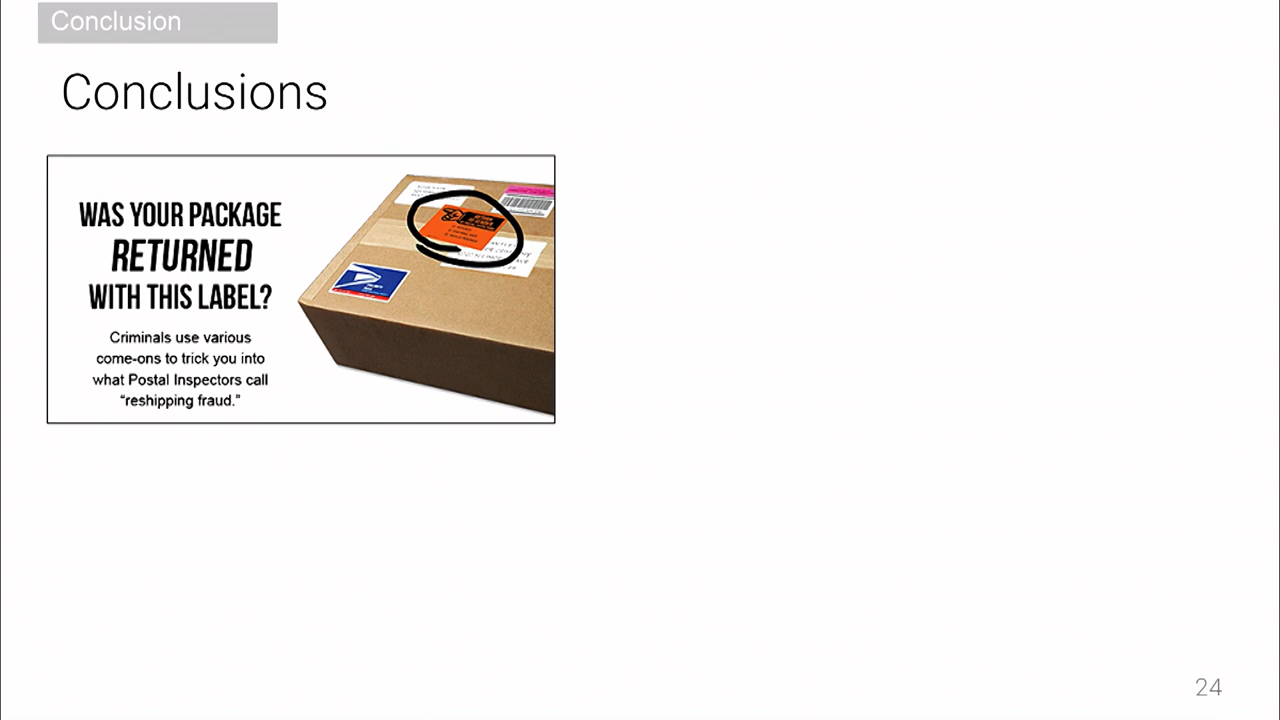 Conclusion
Conclusions
WAS YOUR PACKAGE
RETURNED
WITH THIS LABEL?
Criminals use various
come-ons to trick you into
what Postal Inspectors call
“reshipping fraud.”
24